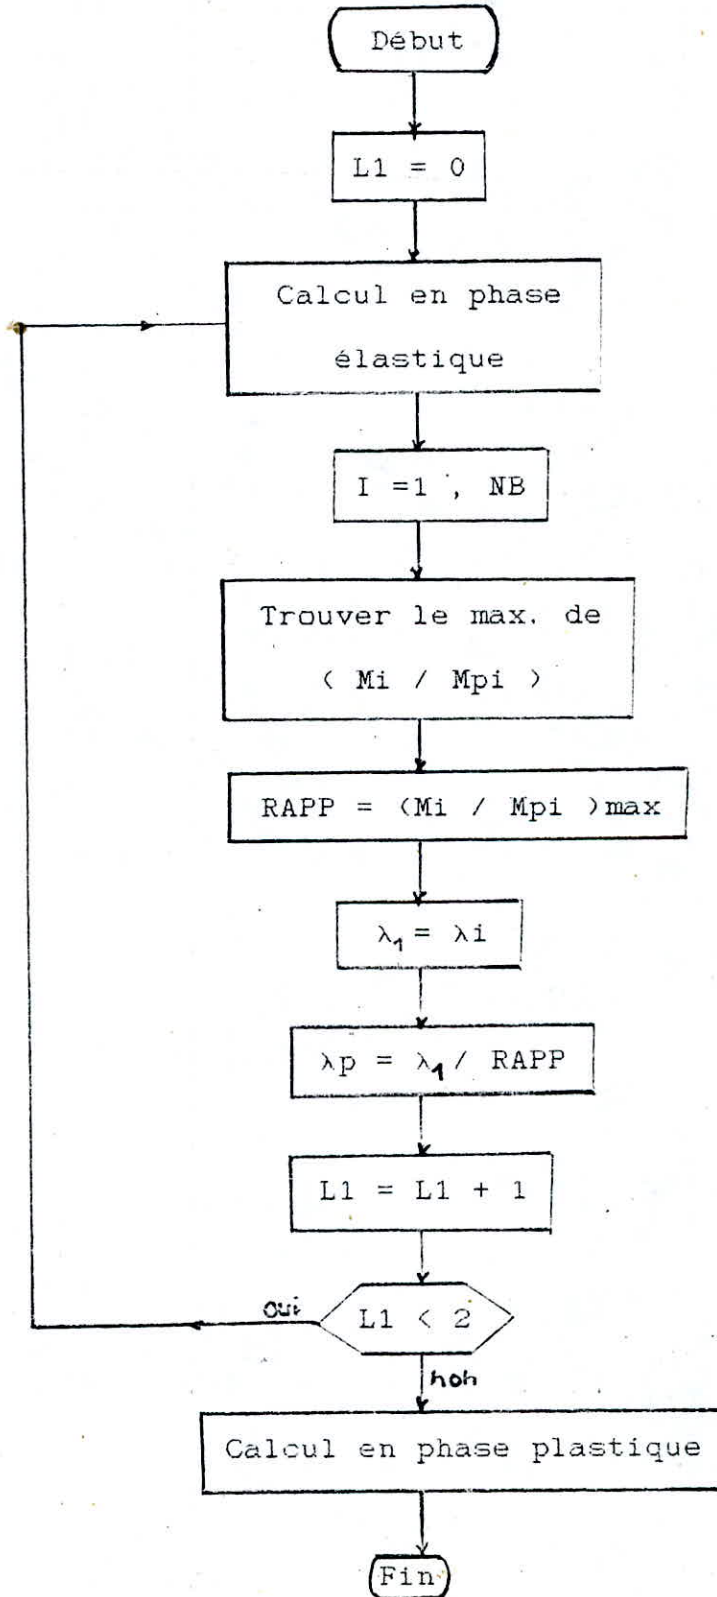 Début
L1 = 0
Calcul en phase
élastique
I =1 , NB
Trouver le max. de
( Mi / Mpi )
RAPP = (Mi / Mpi )max
λ1 = λi
λp = λ1 / RAPP
L1 = L1 + 1
oui
L1 < 2
non
Calcul en phase plastique
Fin